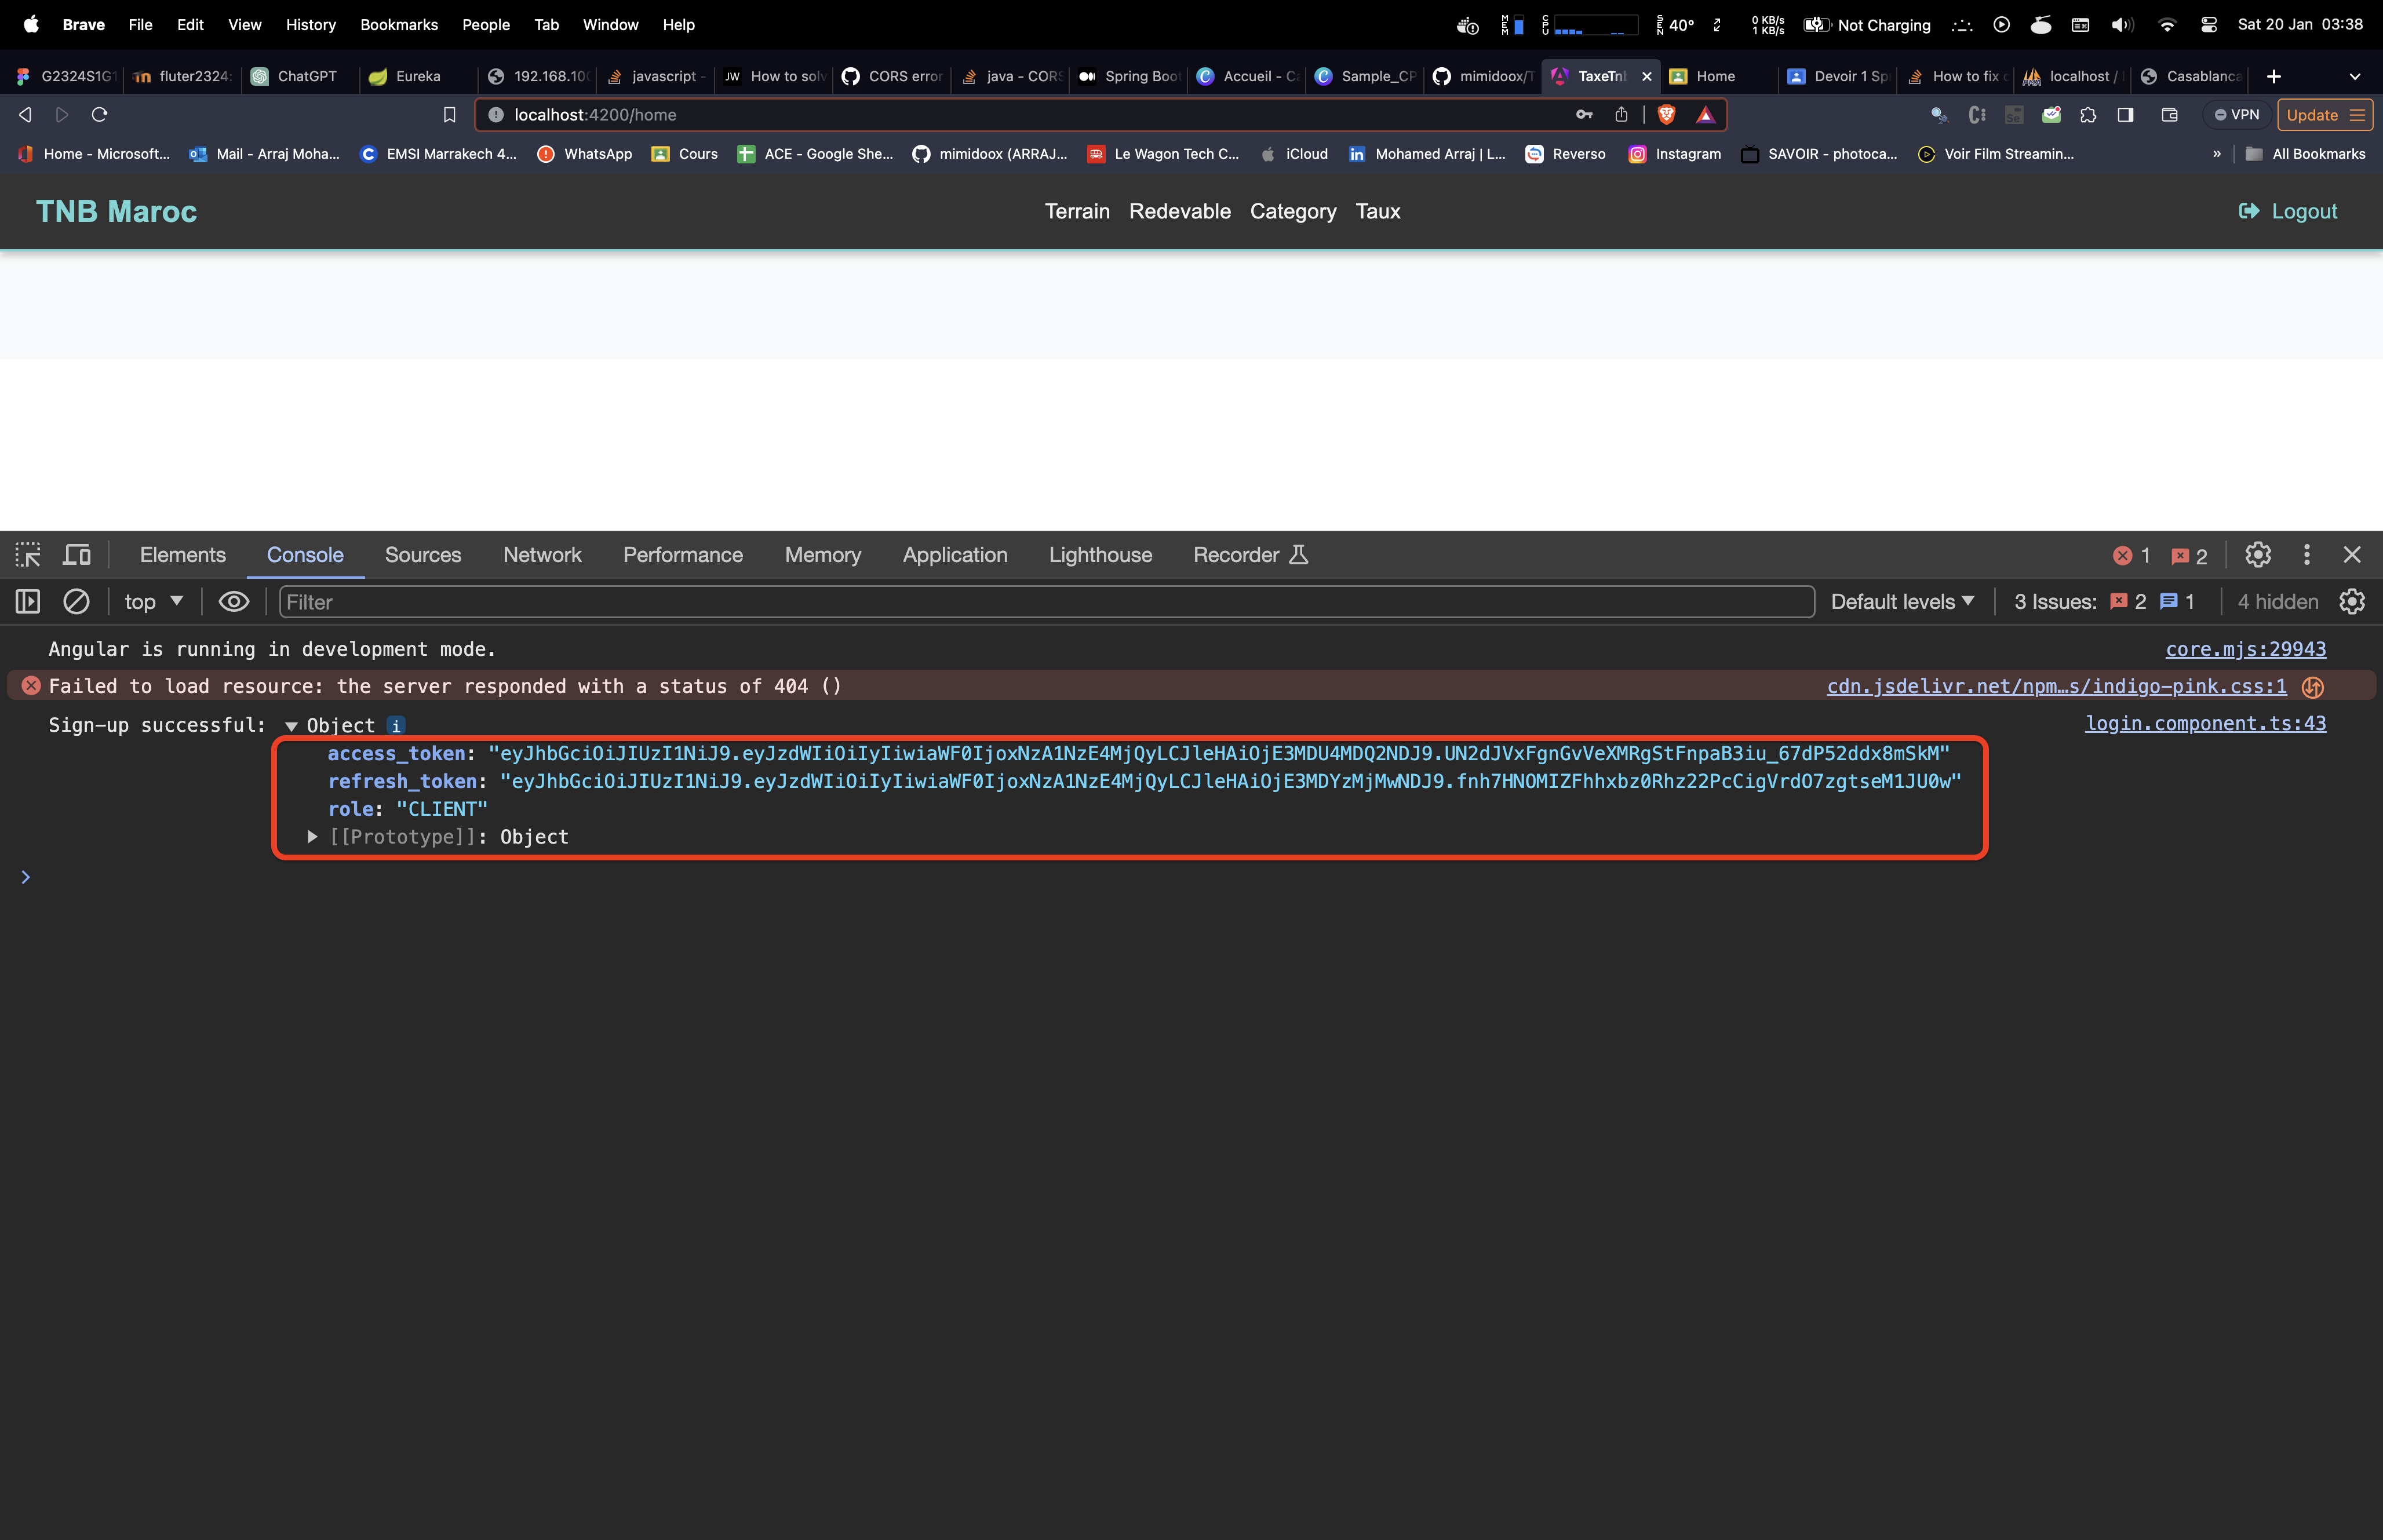 Brave File Edit View History Bookmarks People Tab Window Help
MEM CPU SEN 40° 0 KB/s 1 KB/s Not Charging Sat 20 Jan 03:38
G2324S1G1 fluter2324: ChatGPT Eureka 192.168.10 javascript - How to solv CORS error java - CORS Spring Boot Accueil - C Sample_CP mimidoox/T TaxeTnb Home Devoir 1 Sp How to fix localhost / Casablanca
localhost:4200/home VPN Update
Home - Microsoft... Mail - Arraj Moha... EMSI Marrakech 4... WhatsApp Cours ACE - Google She... mimidoox (ARRAJ... Le Wagon Tech C... iCloud Mohamed Arraj | L... Reverso Instagram SAVOIR - photoca... Voir Film Streamin... » All Bookmarks
TNB Maroc Terrain Redevable Category Taux Logout
Elements Console Sources Network Performance Memory Application Lighthouse Recorder 1 2
top Filter Default levels 3 Issues: 2 1 4 hidden
Angular is running in development mode. core.mjs:29943
Failed to load resource: the server responded with a status of 404 () cdn.jsdelivr.net/npm…s/indigo-pink.css:1
Sign-up successful: Object i login.component.ts:43
access_token: "eyJhbGciOiJIUzI1NiJ9.eyJzdWIiOiIyIiwiaWF0IjoxNzA1NzE4MjQyLCJleHAiOjE3MDU4MDQ2NDJ9.UN2dJVxFgnGvVeXMRgStFnpaB3iu_67dP52ddx8mSkM"
refresh_token: "eyJhbGciOiJIUzI1NiJ9.eyJzdWIiOiIyIiwiaWF0IjoxNzA1NzE4MjQyLCJleHAiOjE3MDYzMjMwNDJ9.fnh7HNOMIZFhhxbz0Rhz22PcCigVrdO7zgtseM1JU0w"
role: "CLIENT"
[[Prototype]]: Object